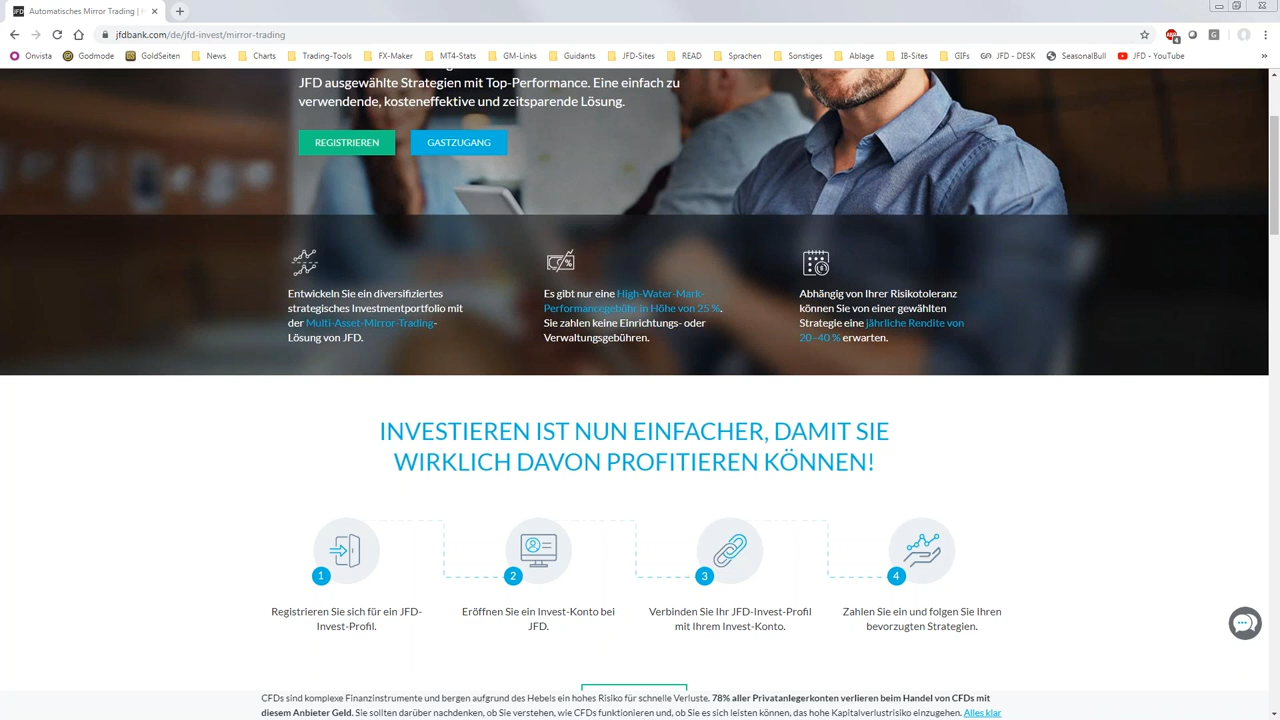 JFD Automatisches Mirror Trading |
jfdbank.com/de/jfd-invest/mirror-trading
Onvista Godmode GoldSeiten News Charts Trading-Tools FX-Maker MT4-Stats GM-Links Guidants JFD-Sites READ Sprachen Sonstiges Ablage IB-Sites GIFs JFD - DESK SeasonalBull JFD - YouTube »
JFD ausgewählte Strategien mit Top-Performance. Eine einfach zu
verwendende, kosteneffektive und zeitsparende Lösung.
REGISTRIEREN GASTZUGANG
Entwickeln Sie ein diversifiziertes
strategisches Investmentportfolio mit
der Multi-Asset-Mirror-Trading-
Lösung von JFD.
Es gibt nur eine High-Water-Mark-
Performancegebühr in Höhe von 25 %.
Sie zahlen keine Einrichtungs- oder
Verwaltungsgebühren.
Abhängig von Ihrer Risikotoleranz
können Sie von einer gewählten
Strategie eine jährliche Rendite von
20–40 % erwarten.
INVESTIEREN IST NUN EINFACHER, DAMIT SIE
WIRKLICH DAVON PROFITIEREN KÖNNEN!
1
Registrieren Sie sich für ein JFD-
Invest-Profil.
2
Eröffnen Sie ein Invest-Konto bei
JFD.
3
Verbinden Sie Ihr JFD-Invest-Profil
mit Ihrem Invest-Konto.
4
Zahlen Sie ein und folgen Sie Ihren
bevorzugten Strategien.
CFDs sind komplexe Finanzinstrumente und bergen aufgrund des Hebels ein hohes Risiko für schnelle Verluste. 78% aller Privatanlegerkonten verlieren beim Handel von CFDs mit
diesem Anbieter Geld. Sie sollten darüber nachdenken, ob Sie verstehen, wie CFDs funktionieren und, ob Sie es sich leisten können, das hohe Kapitalverlustrisiko einzugehen. Alles klar